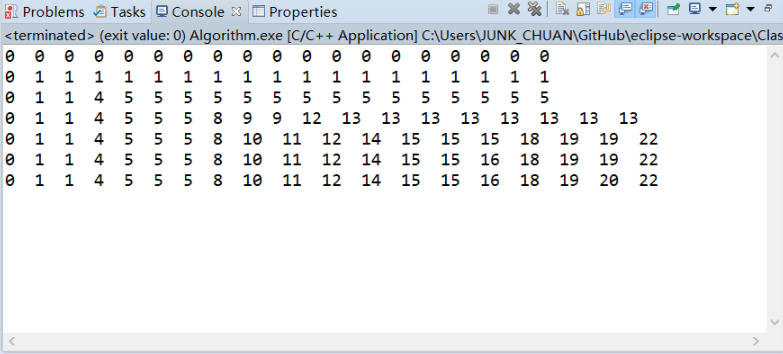 Problems Tasks Console Properties
<terminated> (exit value: 0) Algorithm.exe [C/C++ Application] C:\Users\JUNK_CHUAN\GitHub\eclipse-workspace\Clas
0 0 0 0 0 0 0 0 0 0 0 0 0 0 0 0 0 0 0
0 1 1 1 1 1 1 1 1 1 1 1 1 1 1 1 1 1 1
0 1 1 4 5 5 5 5 5 5 5 5 5 5 5 5 5 5 5
0 1 1 4 5 5 5 8 9 9 12 13 13 13 13 13 13 13 13
0 1 1 4 5 5 5 8 10 11 12 14 15 15 15 18 19 19 22
0 1 1 4 5 5 5 8 10 11 12 14 15 15 16 18 19 19 22
0 1 1 4 5 5 5 8 10 11 12 14 15 15 16 18 19 20 22